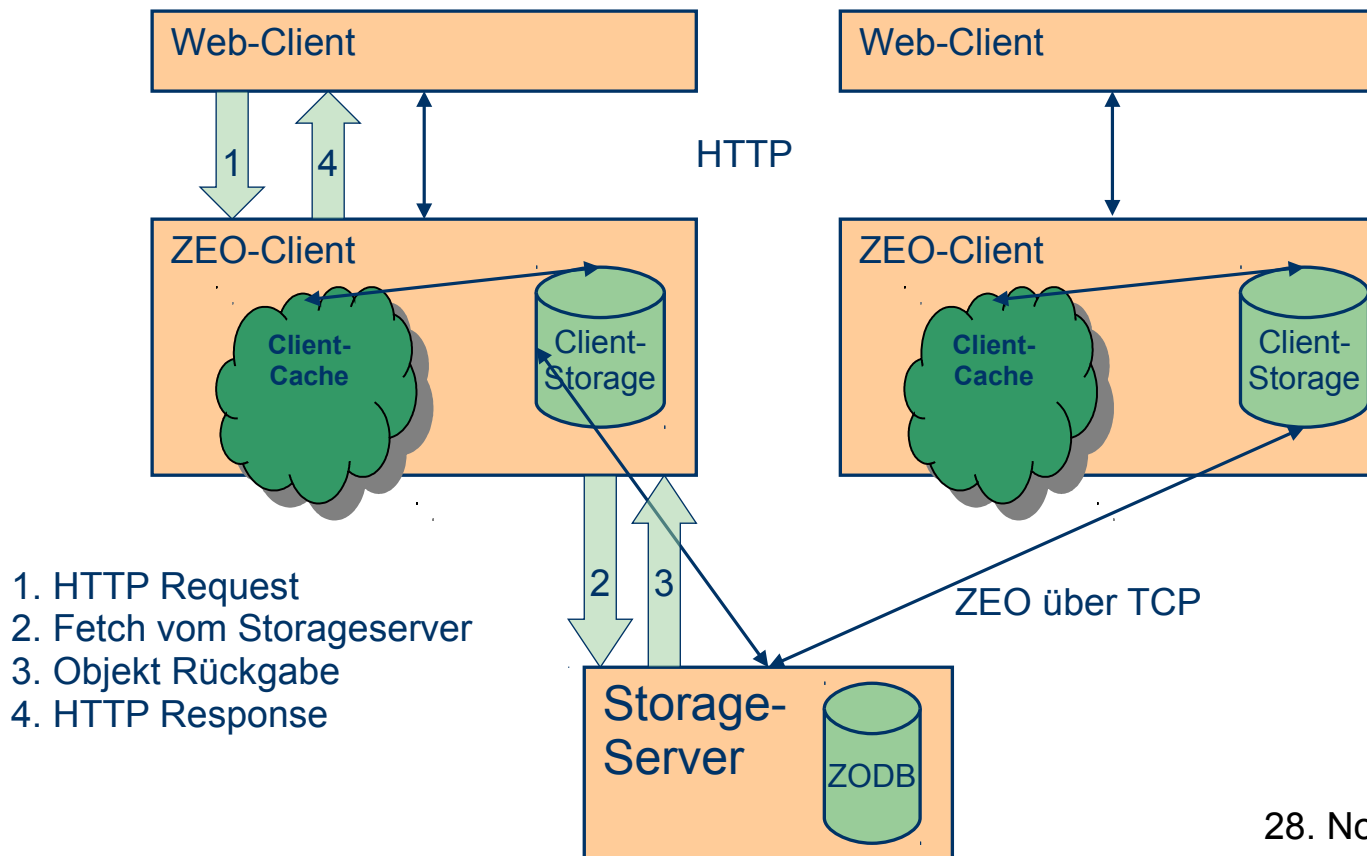 Web-Client
Web-Client
1
4
HTTP
ZEO-Client
ZEO-Client
Client-
Cache
Client-
Storage
Client-
Cache
Client-
Storage
2
3
ZEO über TCP
1. HTTP Request
2. Fetch vom Storageserver
3. Objekt Rückgabe
4. HTTP Response
Storage-
Server
ZODB
28. No